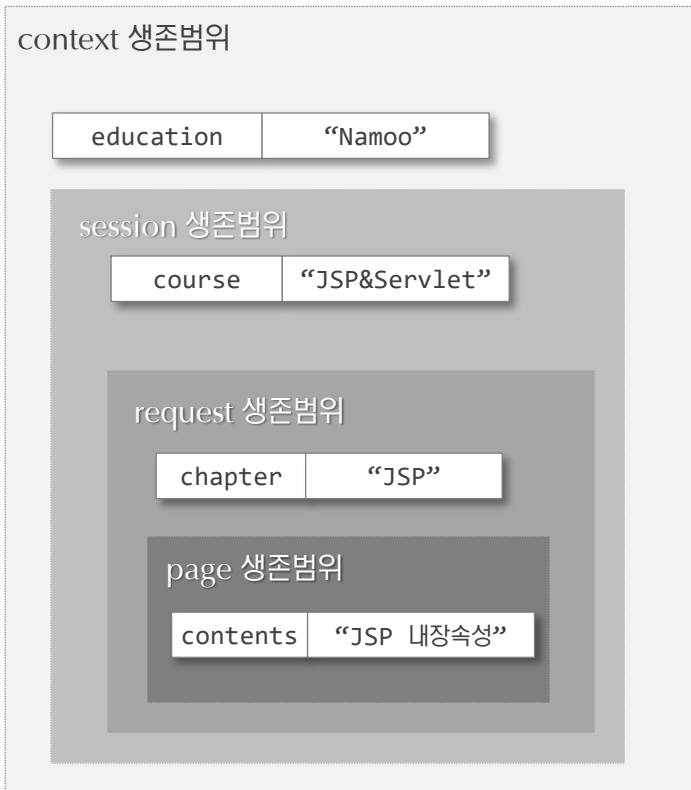 context 생존범위
education “Namoo”
session 생존범위
course “JSP&Servlet”
request 생존범위
chapter “JSP”
page 생존범위
contents “JSP 내장속성”